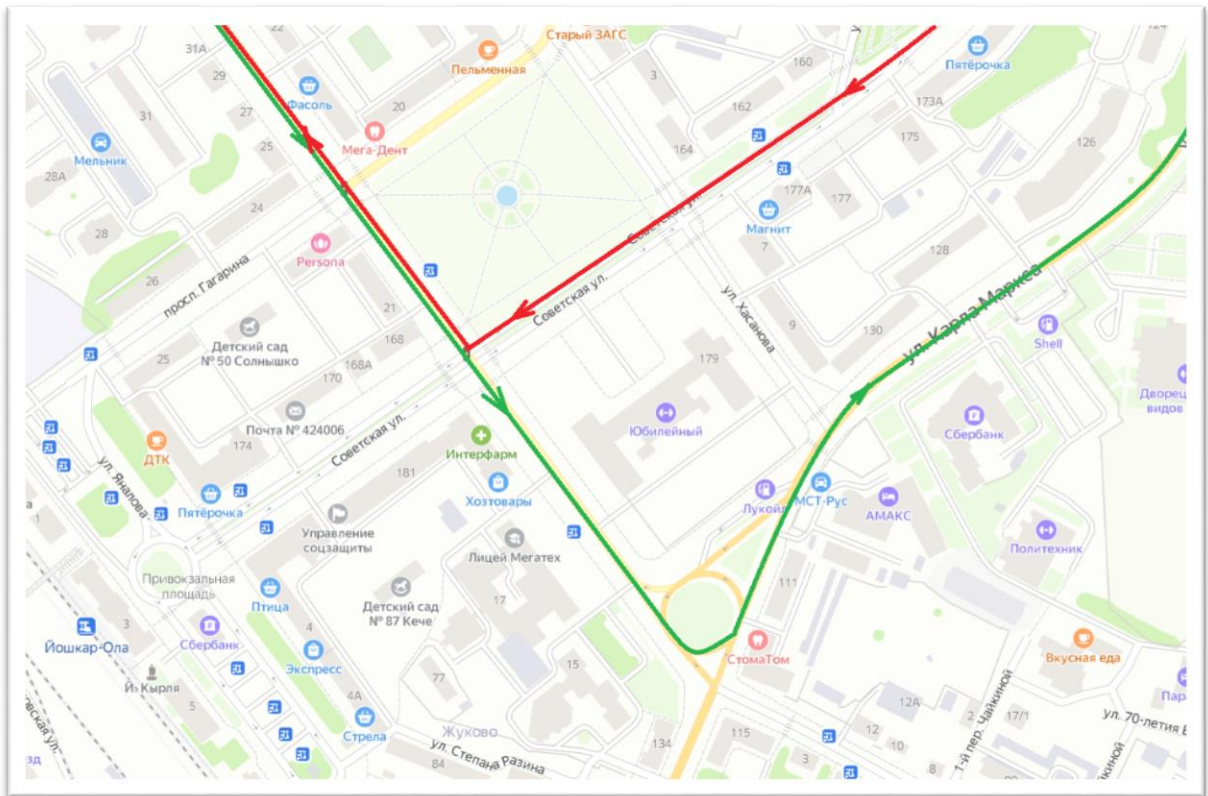 Старый ЗАГС
124
31А
22
Пельменная
3
160
Пятёрочка
29
Фасоль
31
27
20
162
173А
Мега-Дент
175
126
Мельник
25
164
28А
177А
177
24
Магнит
28
Persona
7
128
26
просп. Гагарина
Советская ул.
ул. Хасанова
ул. Карла Маркса
21
Детский сад
№ 50 Солнышко
168
9
130
Shell
25
168А
179
170
Дворец
видов
Почта № 424006
Юбилейный
Сбербанк
174
Советская ул.
Интерфарм
ДТК
ул. Яналова
181
Хозтовары
Лукойл
МСТ-Рус
АМАКС
Пятёрочка
а
1
Управление
соцзащиты
Лицей Мегатех
Политехник
Привокзальная
площадь
111
Птица
Детский сад
№ 87 Кече
17
3
4
Йошкар-Ола
Сбербанк
СтомаТом
Вкусная еда
Экспресс
15
77
Й. Кырля
5
4А
12А
Пар
2
17/1
Стрела
Жуково
ул. 70-летия В
12
134
115
10
зд
ул. Степана Разина
84
3
8
1-й пер. Чайкиной